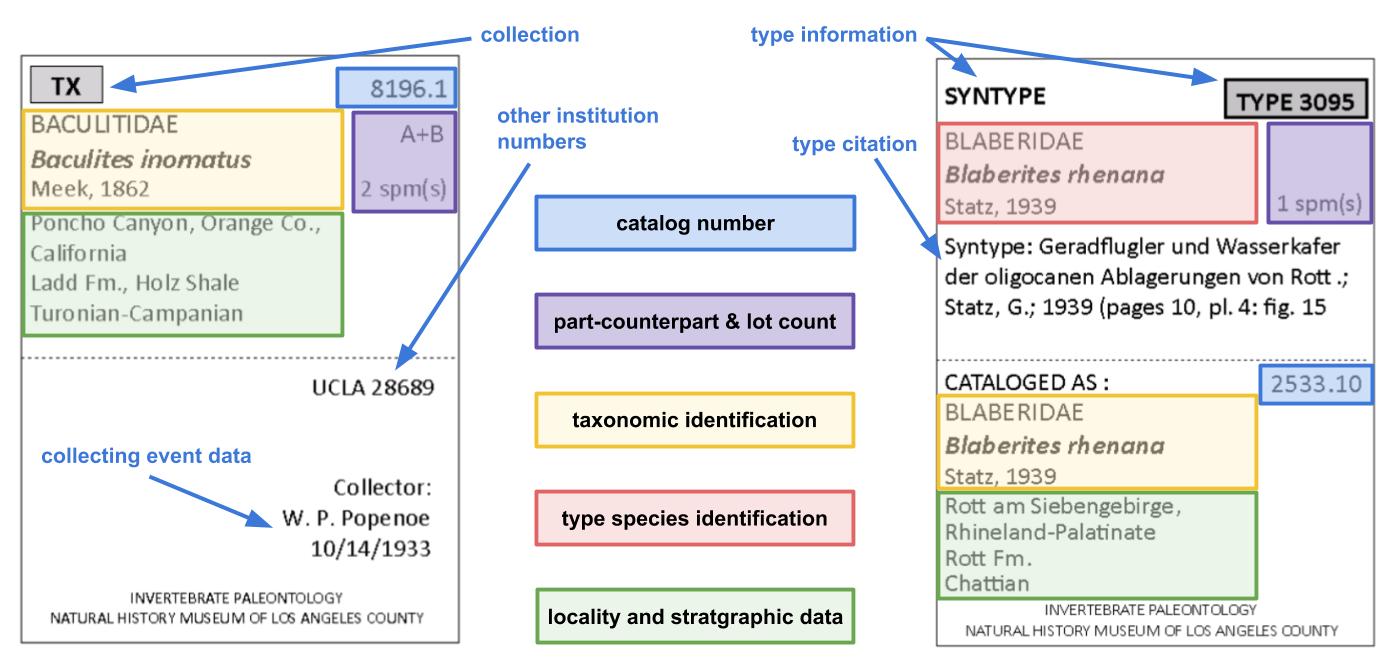 collection
TX
8196.1
BACULITIDAE
Baculites inornatus
Meek, 1862
A+B
2 spm(s)
Poncho Canyon, Orange Co.,
California
Ladd Fm., Holz Shale
Turonian-Campanian
other institution
numbers
UCLA 28689
collecting event data
Collector:
W. P. Popenoe
10/14/1933
INVERTEBRATE PALEONTOLOGY
NATURAL HISTORY MUSEUM OF LOS ANGELES COUNTY
catalog number
part-counterpart & lot count
taxonomic identification
type species identification
locality and stratgraphic data
type information
SYNTYPE
TYPE 3095
type citation
BLABERIDAE
Blaberites rhenana
Statz, 1939
1 spm(s)
Syntype: Geradflugler und Wasserkafer
der oligocanen Ablagerungen von Rott .;
Statz, G.; 1939 (pages 10, pl. 4: fig. 15
CATALOGED AS :
2533.10
BLABERIDAE
Blaberites rhenana
Statz, 1939
Rott am Siebengebirge,
Rhineland-Palatinate
Rott Fm.
Chattian
INVERTEBRATE PALEONTOLOGY
NATURAL HISTORY MUSEUM OF LOS ANGELES COUNTY